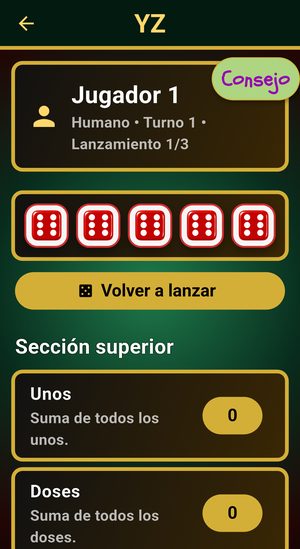 YZ
Consejo
Jugador 1
Humano • Turno 1 •
Lanzamiento 1/3
Volver a lanzar
Sección superior
Unos
Suma de todos los
unos.
0
Doses
Suma de todos los
doses.
0